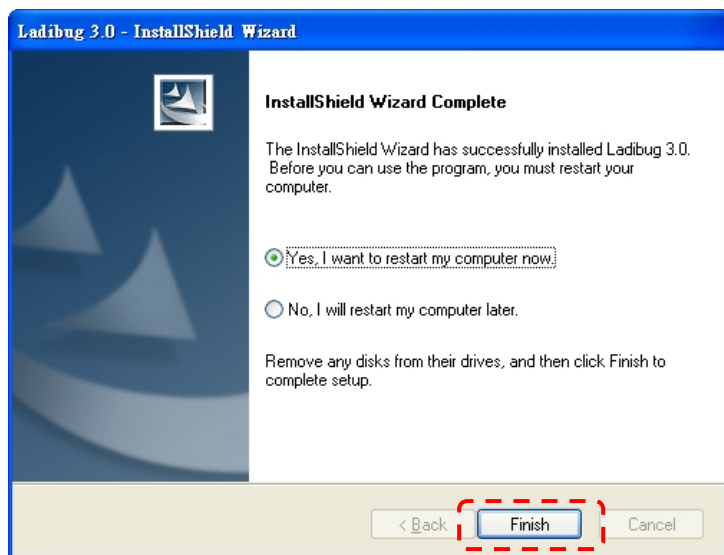 Ladibug 3.0 - InstallShield Wizard
InstallShield Wizard Complete
The InstallShield Wizard has successfully installed Ladibug 3.0.
Before you can use the program, you must restart your
computer.
Yes, I want to restart my computer now.
No, I will restart my computer later.
Remove any disks from their drives, and then click Finish to
complete setup.
< Back Finish Cancel